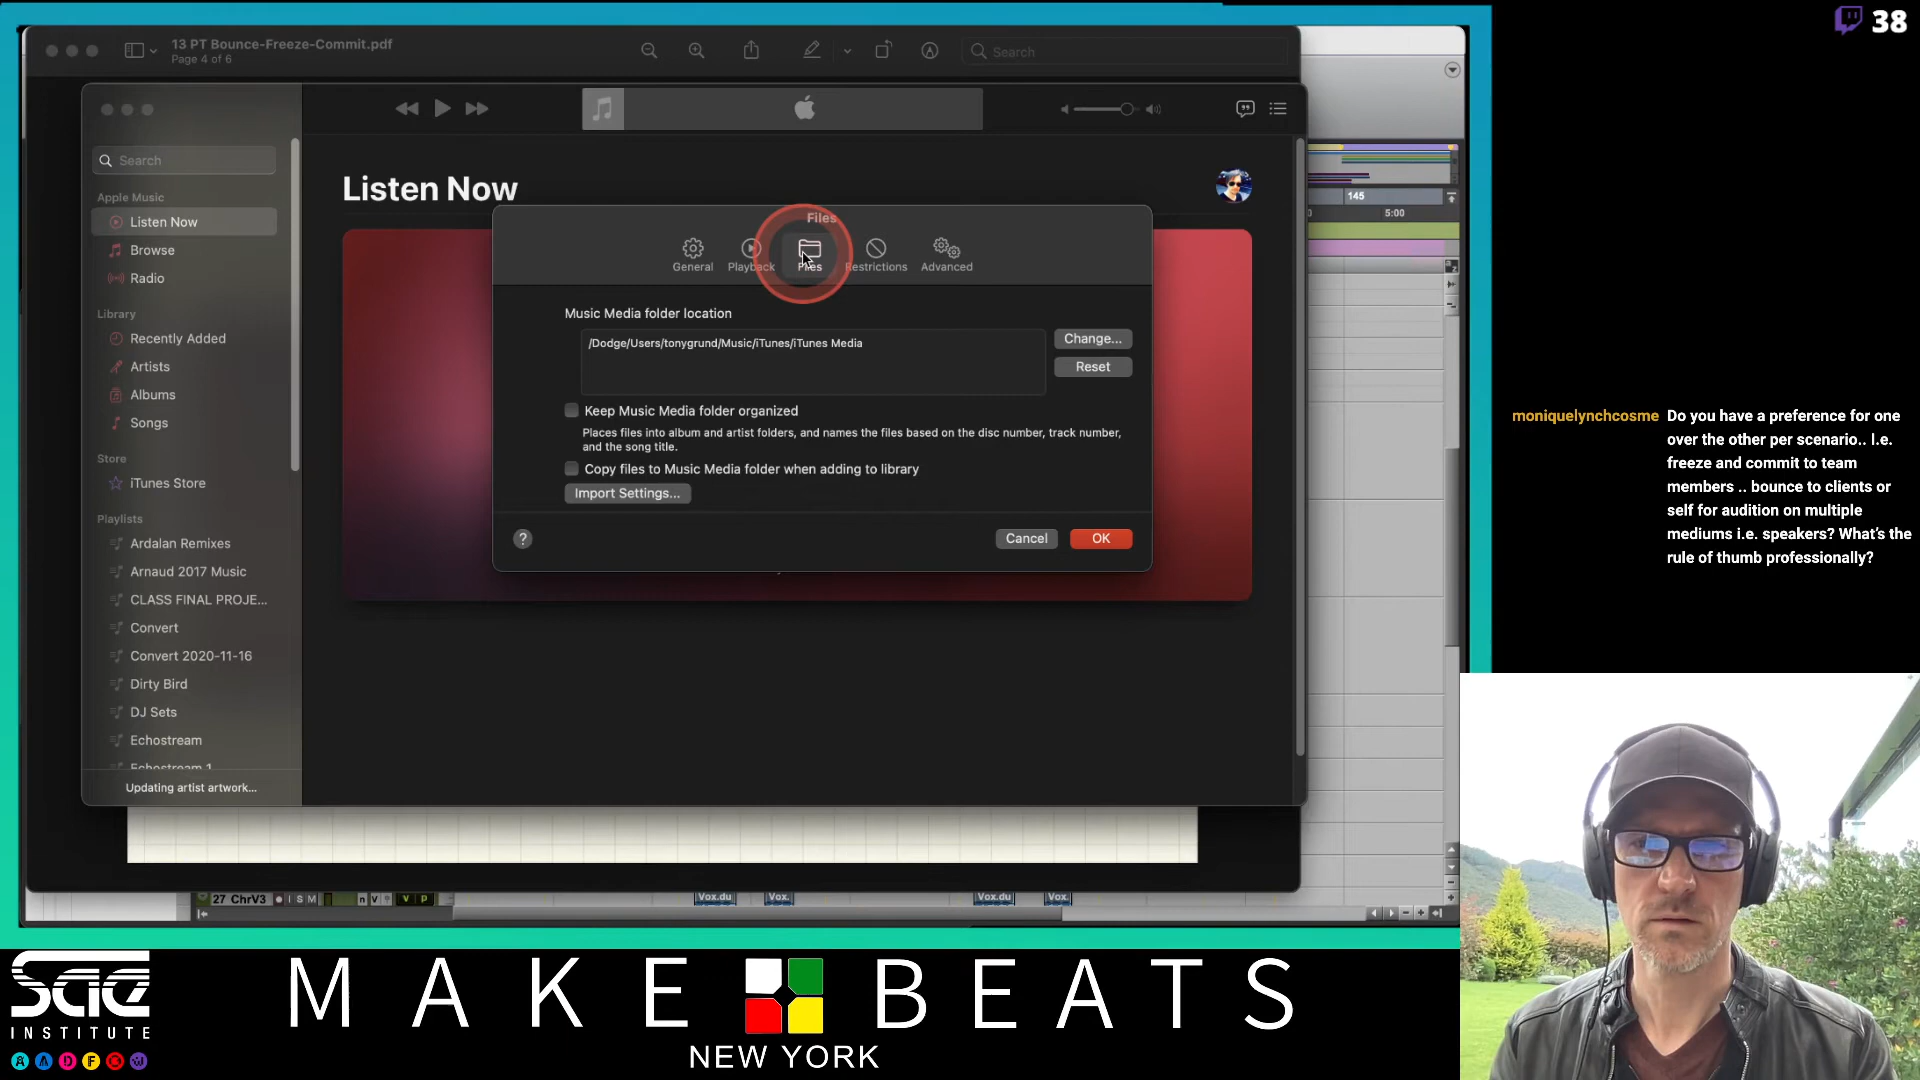 13 PT Bounce-Freeze-Commit.pdf
Page 4 of 6
Search
38
Search
Apple Music
Listen Now
Browse
Radio
Library
Recently Added
Artists
Albums
Songs
Store
iTunes Store
Playlists
Ardalan Remixes
Arnaud 2017 Music
CLASS FINAL PROJE...
Convert
Convert 2020-11-16
Dirty Bird
DJ Sets
Echostream
Echostream 1
Updating artist artwork...
Listen Now
Files
General
Playback
Files
Restrictions
Advanced
Music Media folder location
/Dodge/Users/tonygrund/Music/iTunes/iTunes Media
Change...
Reset
Keep Music Media folder organized
Places files into album and artist folders, and names the files based on the disc number, track number,
and the song title.
Copy files to Music Media folder when adding to library
Import Settings...
?
Cancel
OK
145
5:00
27 ChrV3
I S M
n v
V P
Vox.du
Vox.
Vox.du
Vox.
moniquelynchcosme Do you have a preference for one
over the other per scenario.. I.e.
freeze and commit to team
members .. bounce to clients or
self for audition on multiple
mediums i.e. speakers? What's the
rule of thumb professionally?
sae
INSTITUTE
MAKE BEATS
NEW YORK